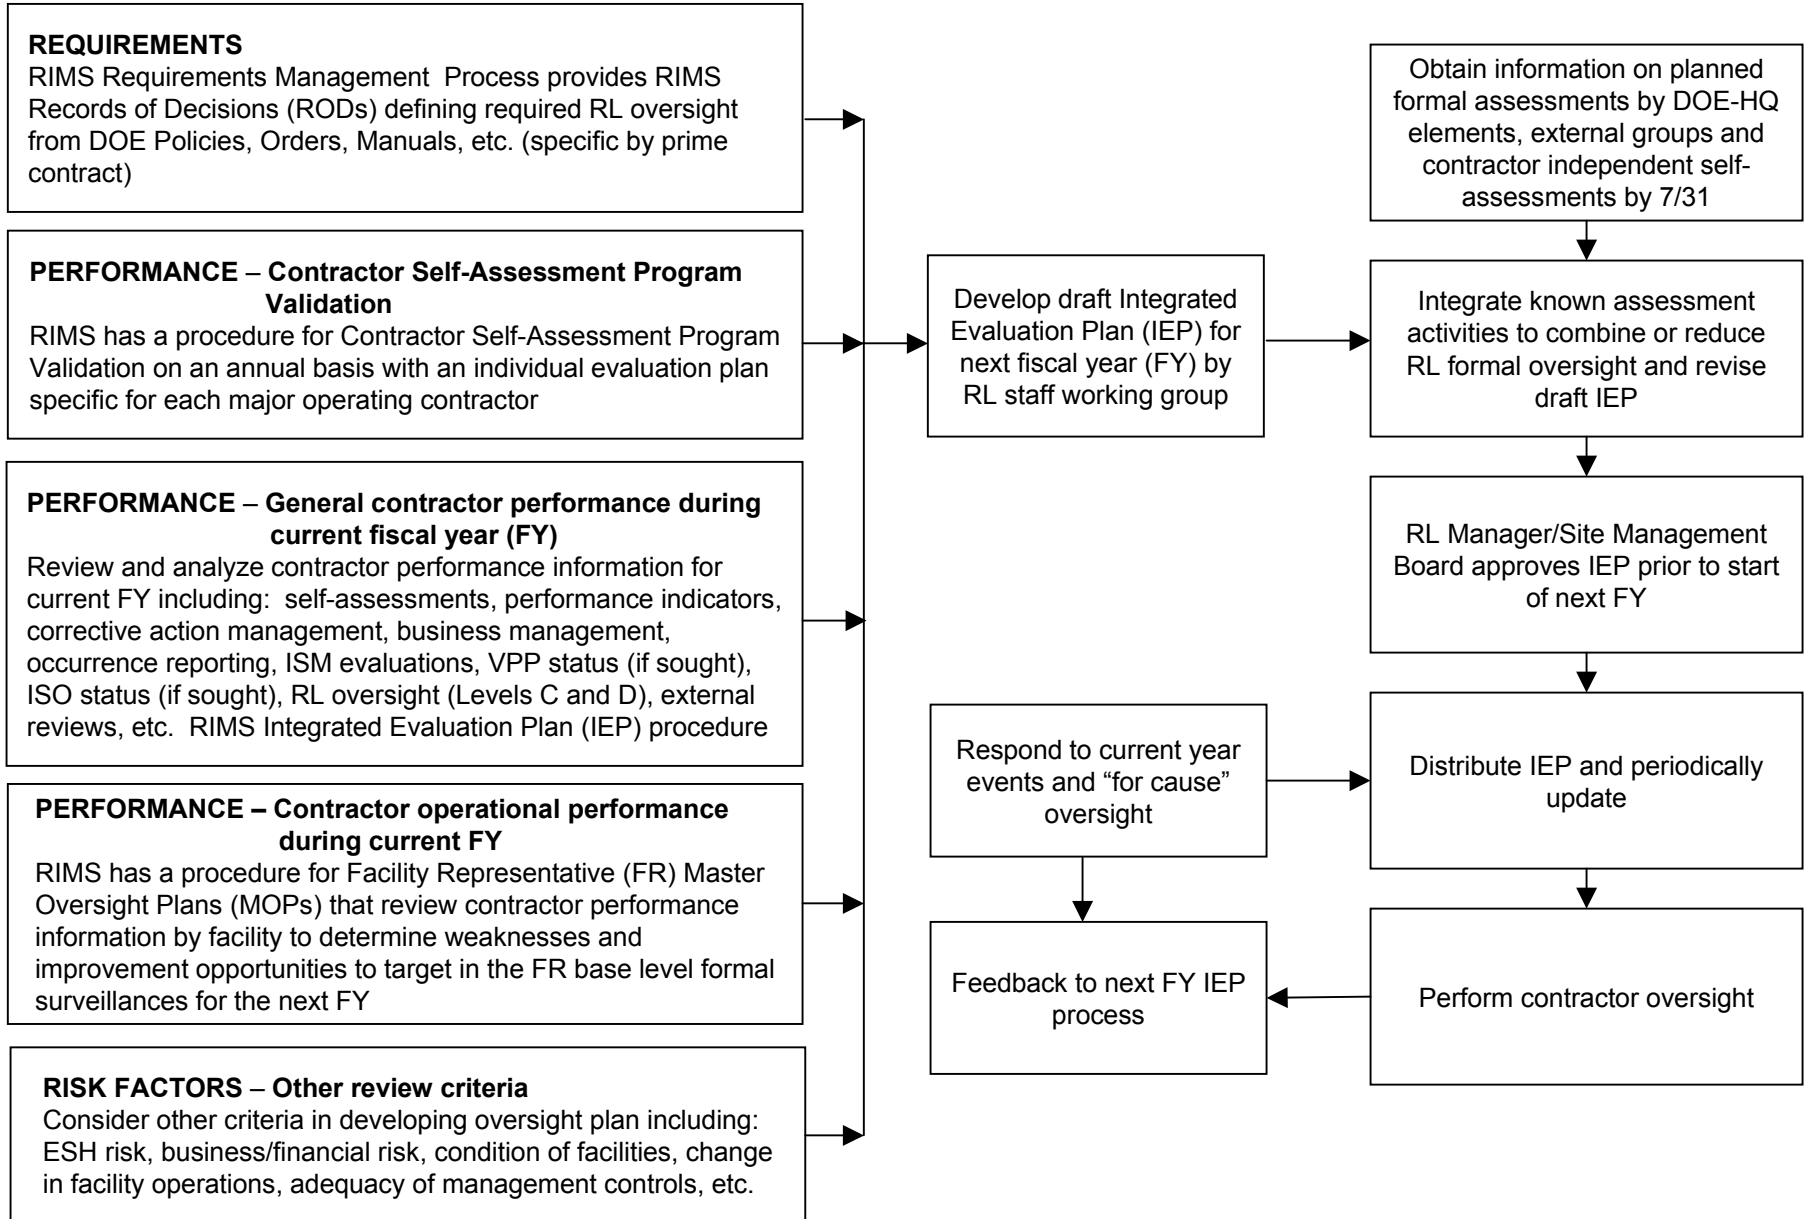 REQUIREMENTS
RIMS Requirements Management Process provides RIMS
Records of Decisions (RODs) defining required RL oversight
from DOE Policies, Orders, Manuals, etc. (specific by prime
contract)
PERFORMANCE – Contractor Self-Assessment Program
Validation
RIMS has a procedure for Contractor Self-Assessment Program
Validation on an annual basis with an individual evaluation plan
specific for each major operating contractor
PERFORMANCE – General contractor performance during
current fiscal year (FY)
Review and analyze contractor performance information for
current FY including: self-assessments, performance indicators,
corrective action management, business management,
occurrence reporting, ISM evaluations, VPP status (if sought),
ISO status (if sought), RL oversight (Levels C and D), external
reviews, etc. RIMS Integrated Evaluation Plan (IEP) procedure
PERFORMANCE – Contractor operational performance
during current FY
RIMS has a procedure for Facility Representative (FR) Master
Oversight Plans (MOPs) that review contractor performance
information by facility to determine weaknesses and
improvement opportunities to target in the FR base level formal
surveillances for the next FY
RISK FACTORS – Other review criteria
Consider other criteria in developing oversight plan including:
ESH risk, business/financial risk, condition of facilities, change
in facility operations, adequacy of management controls, etc.
Develop draft Integrated
Evaluation Plan (IEP) for
next fiscal year (FY) by
RL staff working group
Obtain information on planned
formal assessments by DOE-HQ
elements, external groups and
contractor independent self-
assessments by 7/31
Integrate known assessment
activities to combine or reduce
RL formal oversight and revise
draft IEP
RL Manager/Site Management
Board approves IEP prior to start
of next FY
Respond to current year
events and “for cause”
oversight
Distribute IEP and periodically
update
Feedback to next FY IEP
process
Perform contractor oversight